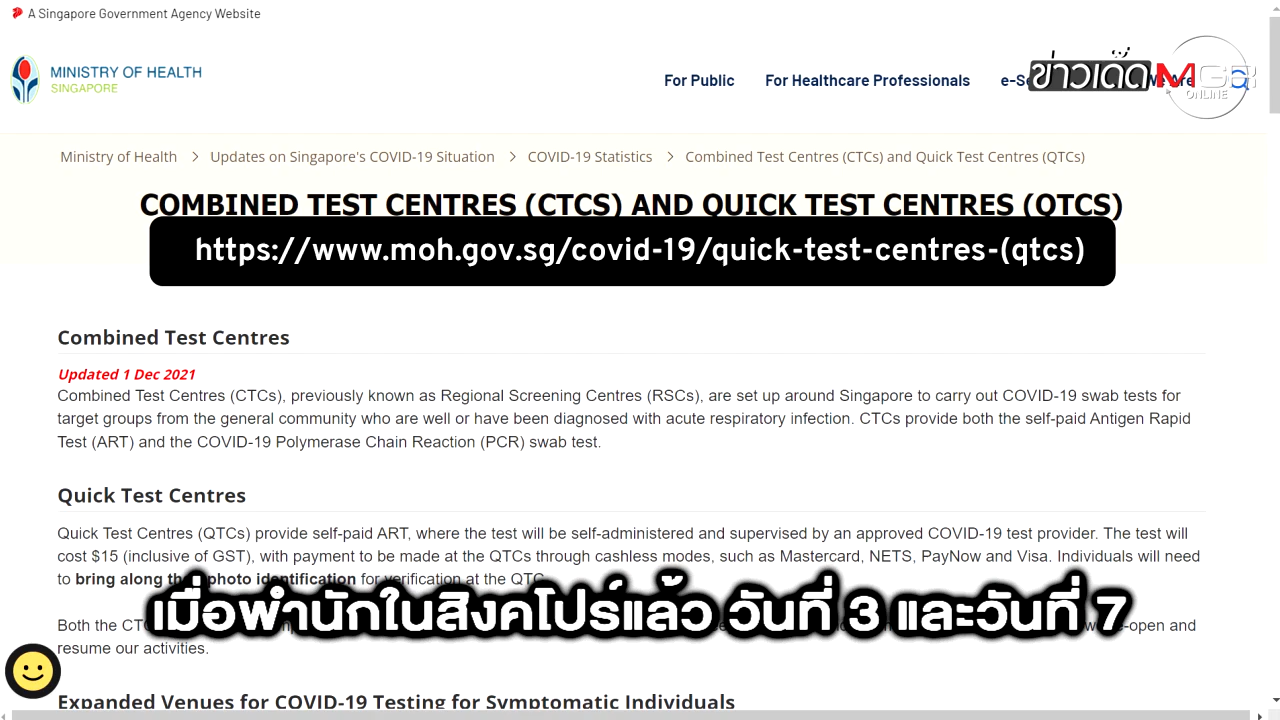 A Singapore Government Agency Website
MINISTRY OF HEALTH
SINGAPORE
For Public For Healthcare Professionals
ข่าวเด็ด MGR
ONLINE
Ministry of Health > Updates on Singapore's COVID-19 Situation > COVID-19 Statistics > Combined Test Centres (CTCs) and Quick Test Centres (QTCs)
COMBINED TEST CENTRES (CTCS) AND QUICK TEST CENTRES (QTCS)
https://www.moh.gov.sg/covid-19/quick-test-centres-(qtcs)
Combined Test Centres
Updated 1 Dec 2021
Combined Test Centres (CTCs), previously known as Regional Screening Centres (RSCs), are set up around Singapore to carry out COVID-19 swab tests for
target groups from the general community who are well or have been diagnosed with acute respiratory infection. CTCs provide both the self-paid Antigen Rapid
Test (ART) and the COVID-19 Polymerase Chain Reaction (PCR) swab test.
Quick Test Centres
Quick Test Centres (QTCs) provide self-paid ART, where the test will be self-administered and supervised by an approved COVID-19 test provider. The test will
cost $15 (inclusive of GST), with payment to be made at the QTCs through cashless modes, such as Mastercard, NETS, PayNow and Visa. Individuals will need
to bring along photo identification for verification at the QTC
เมื่อพำนักในสิงคโปร์แล้ว วันที่ 3 และวันที่ 7
Both the and
resume our activities.
Expanded Venues for COVID-19 Testing for Symptomatic Individuals